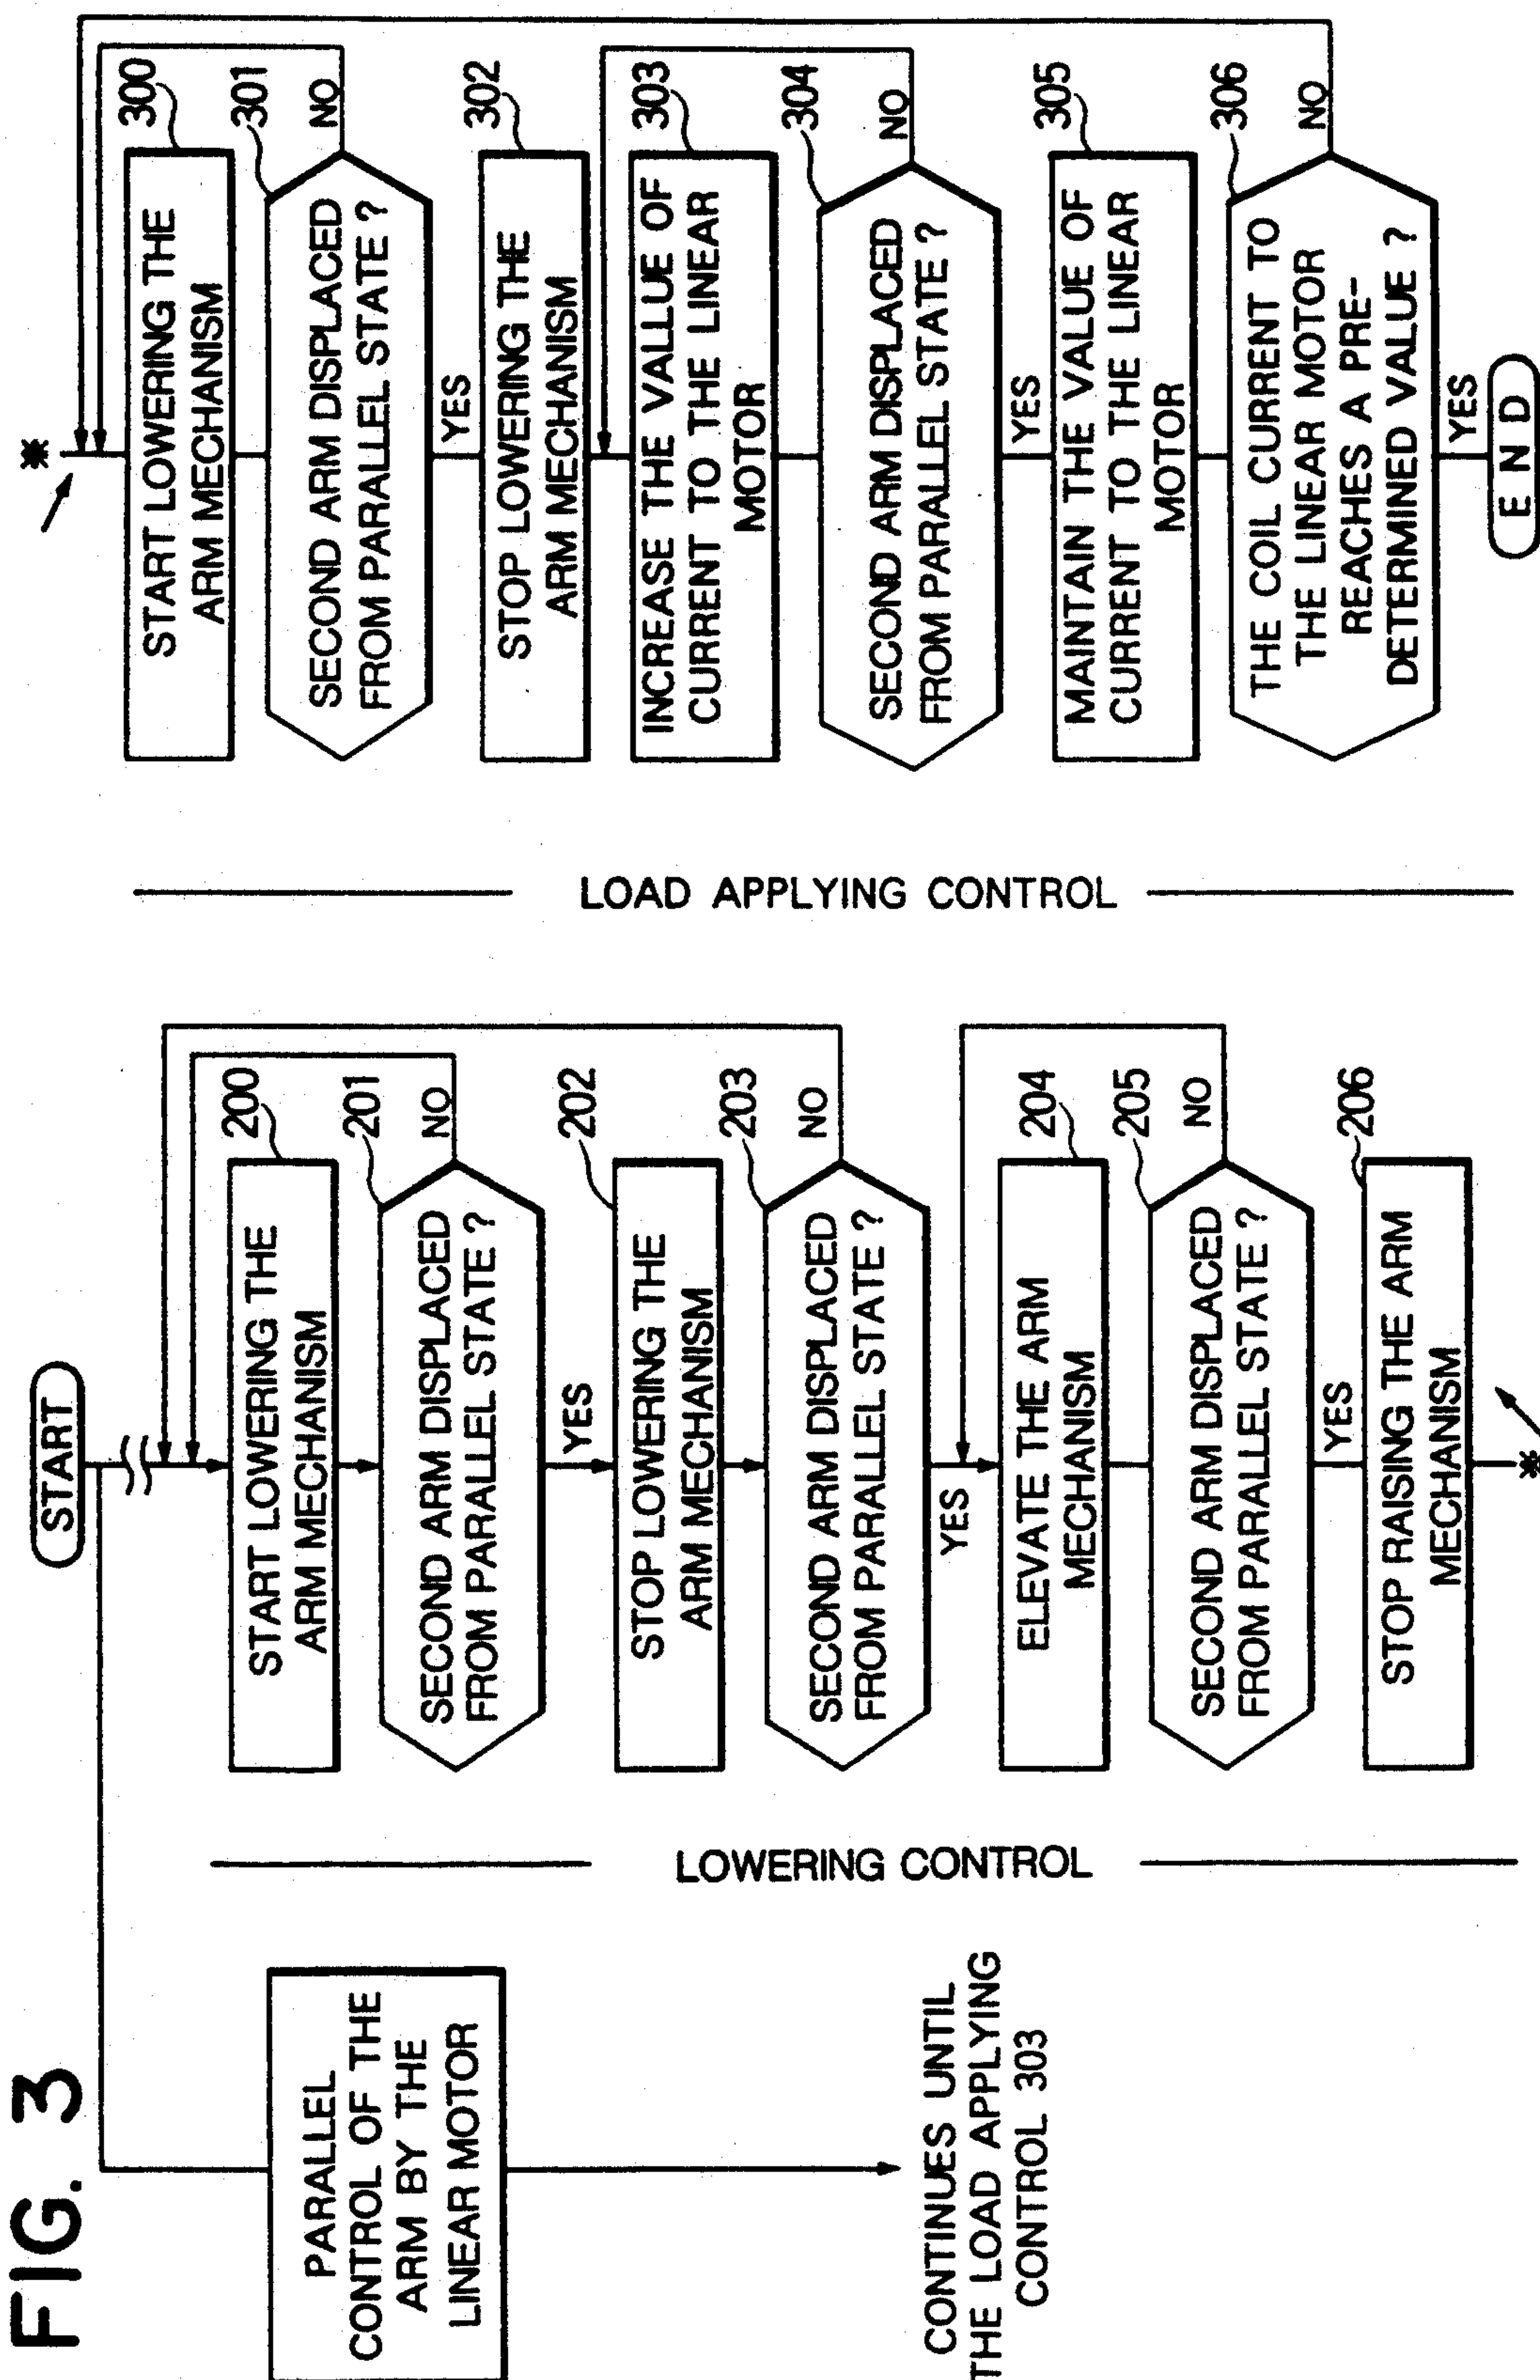 FIG. 3
START
PARALLEL
CONTROL OF THE
ARM BY THE
LINEAR MOTOR
CONTINUES UNTIL
THE LOAD APPLYING
CONTROL 303
LOWERING CONTROL
START LOWERING THE
ARM MECHANISM
200
SECOND ARM DISPLACED
FROM PARALLEL STATE ?
201
NO
YES
STOP LOWERING THE
ARM MECHANISM
202
SECOND ARM DISPLACED
FROM PARALLEL STATE ?
203
NO
YES
ELEVATE THE ARM
MECHANISM
204
SECOND ARM DISPLACED
FROM PARALLEL STATE ?
205
NO
YES
STOP RAISING THE ARM
MECHANISM
206
*
LOAD APPLYING CONTROL
*
START LOWERING THE
ARM MECHANISM
300
SECOND ARM DISPLACED
FROM PARALLEL STATE ?
301
NO
YES
STOP LOWERING THE
ARM MECHANISM
302
INCREASE THE VALUE OF
CURRENT TO THE LINEAR
MOTOR
303
SECOND ARM DISPLACED
FROM PARALLEL STATE ?
304
NO
YES
MAINTAIN THE VALUE OF
CURRENT TO THE LINEAR
MOTOR
305
THE COIL CURRENT TO
THE LINEAR MOTOR
REACHES A PRE-
DETERMINED VALUE ?
306
NO
YES
END